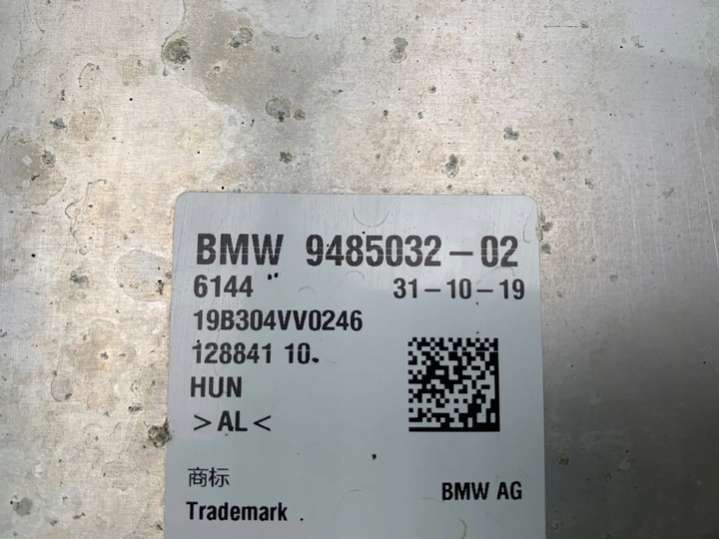 BMW 9485032-02
6144 " 31-10-19
19B304VV0246
128841 10.
HUN
>AL<
商标
BMW AG
Trademark